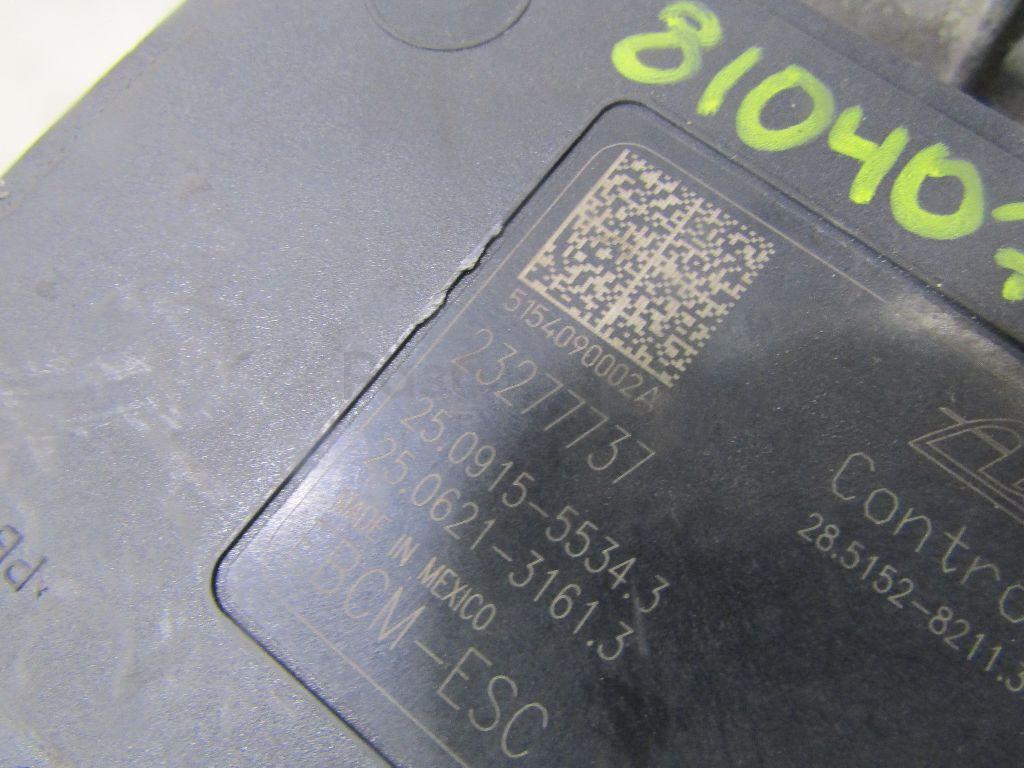 81040
5154090002A
23277737
25.0915-5534.3
25.0621-3161.3
MADE IN MEXICO
EBCM-ESC
Contro
28.5152-8211.3